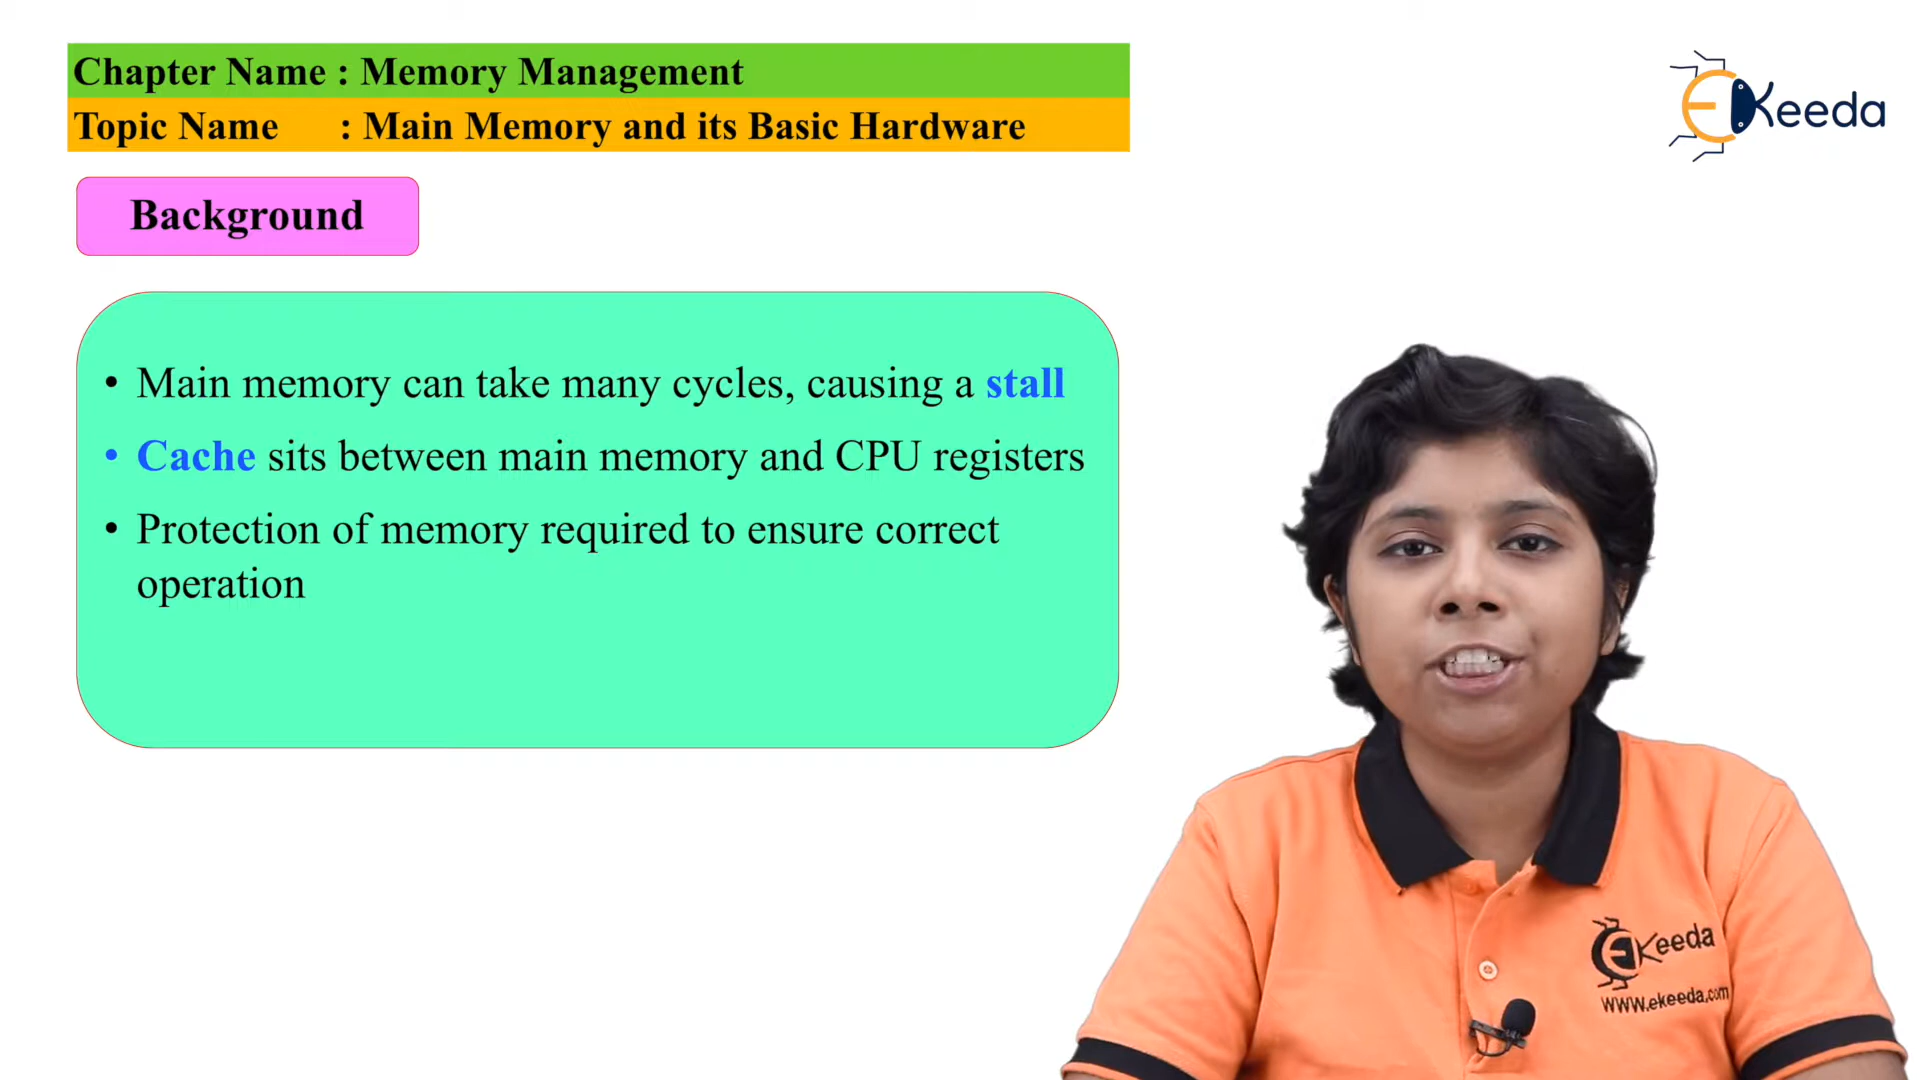 Chapter Name : Memory Management
Topic Name : Main Memory and its Basic Hardware
EKeeda
Background
• Main memory can take many cycles, causing a stall
• Cache sits between main memory and CPU registers
• Protection of memory required to ensure correct
operation
EKeeda
www.ekeeda.com